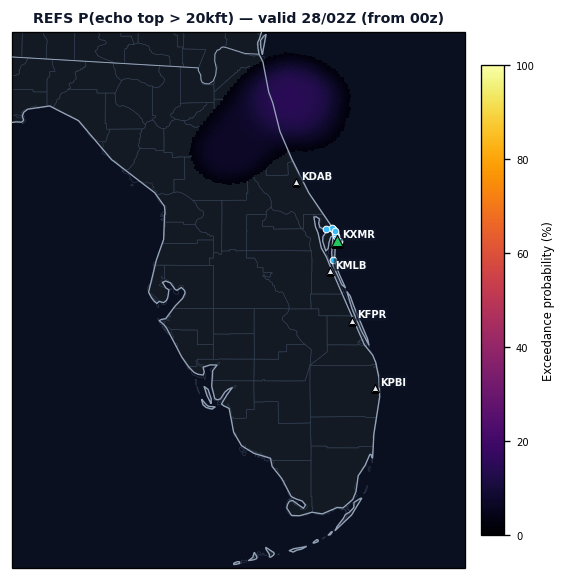 REFS P(echo top > 20kft) — valid 28/02Z (from 00z)
KDAB
KXMR
KMLB
KFPR
KPBI
100
80
60
40
20
0
Exceedance probability (%)